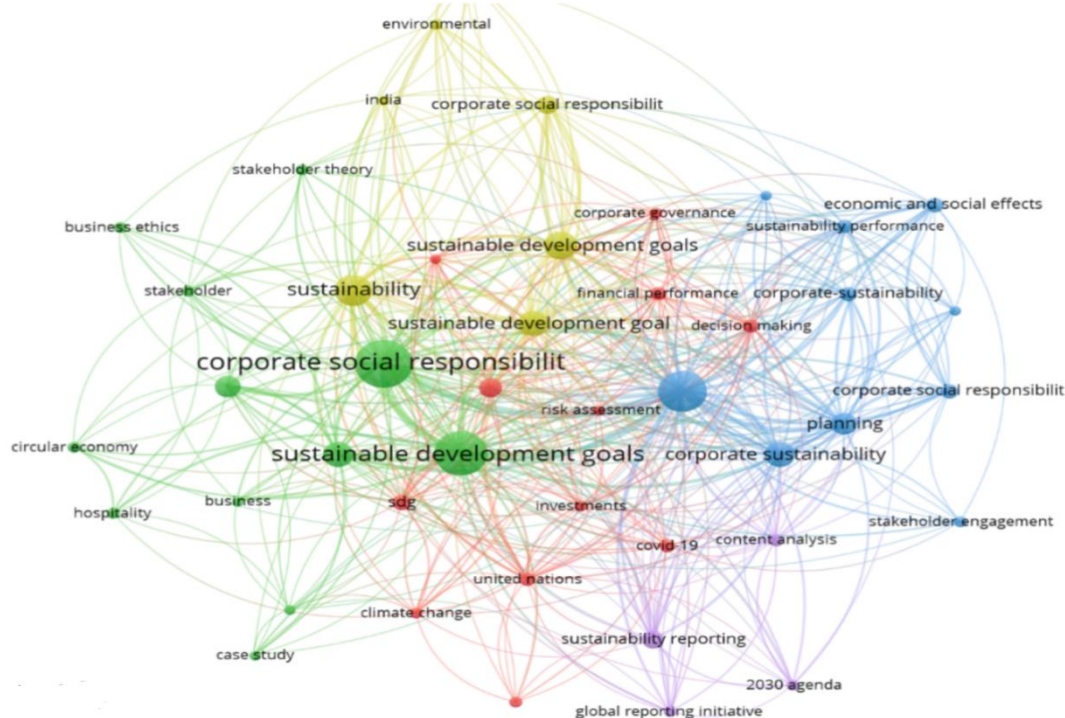 environmental
india
corporate social responsibilit
stakeholder theory
economic and social effects
corporate governance
business ethics
sustainability performance
sustainable development goals
stakeholder
sustainability
financial performance
corporate-sustainability
sustainable development goal
decision making
corporate social responsibilit
corporate social responsibilit
risk assessment
planning
circular economy
sustainable development goals
corporate sustainability
business
sdg
investments
hospitality
stakeholder engagement
covid 19
content analysis
united nations
climate change
sustainability reporting
case study
2030 agenda
global reporting initiative